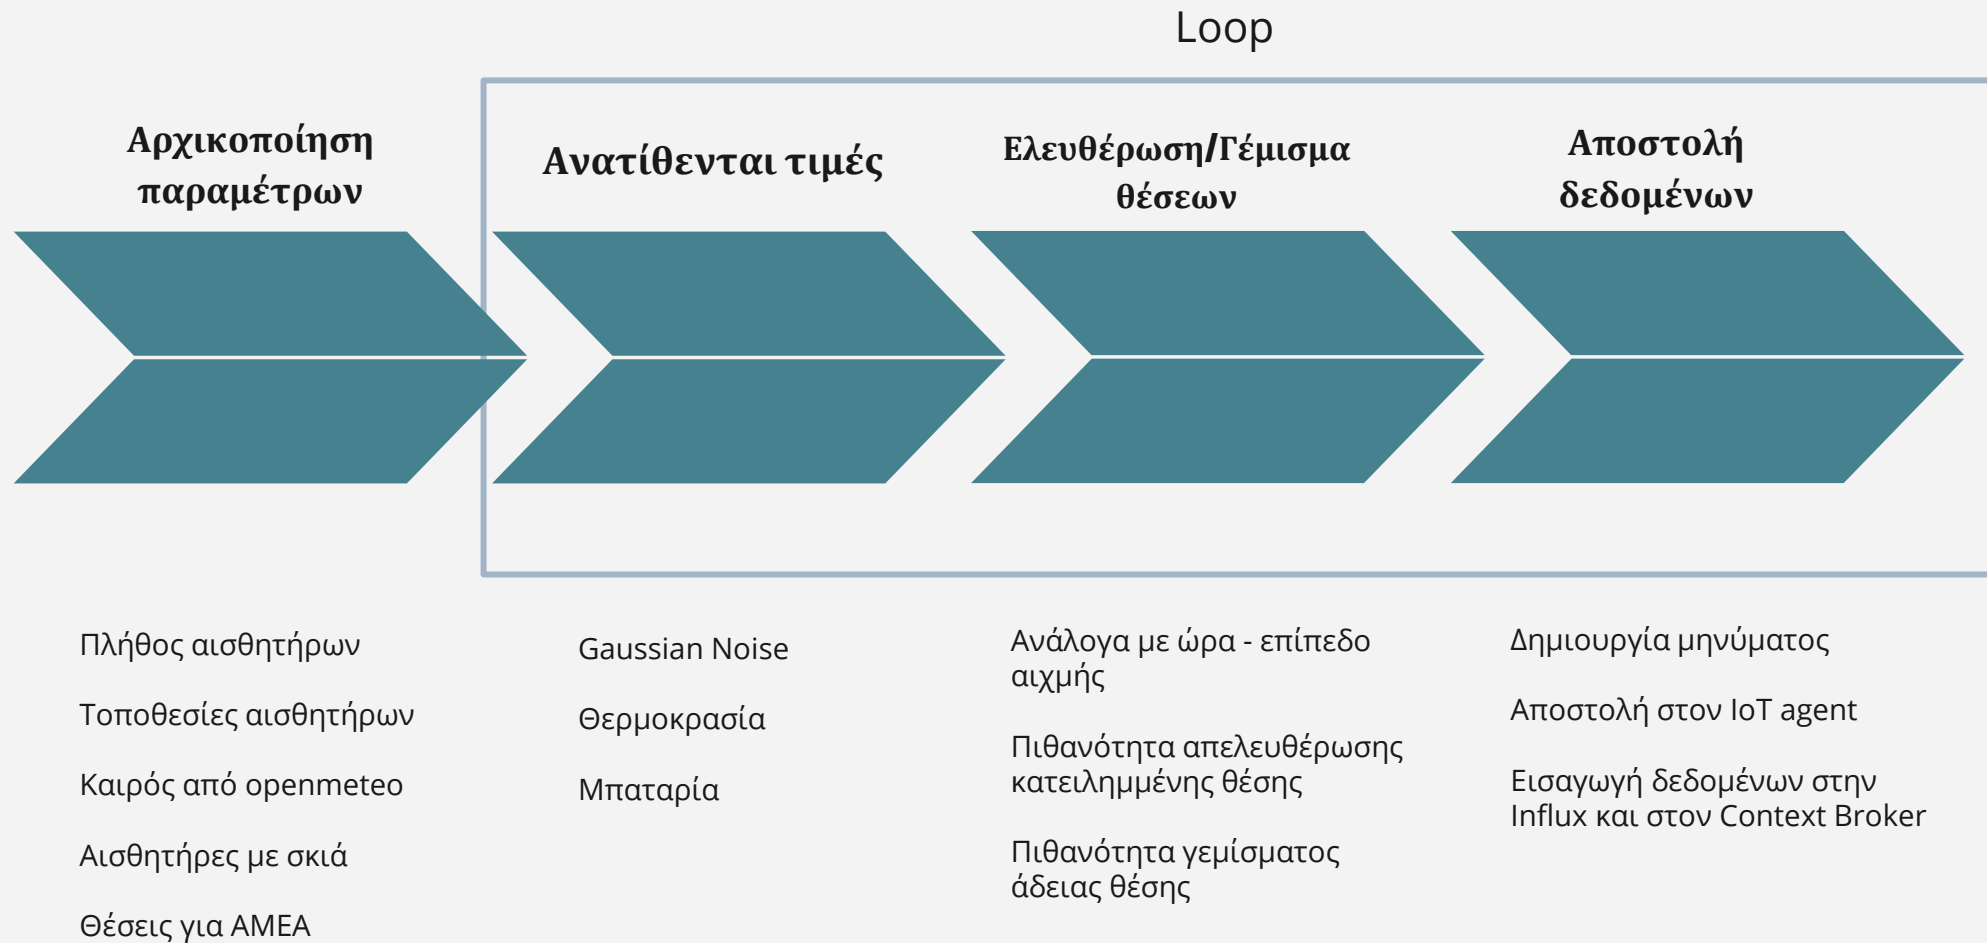 Loop
Αρχικοποίηση
παραμέτρων
Ανατίθενται τιμές
Ελευθέρωση/Γέμισμα
θέσεων
Αποστολή
δεδομένων
Πλήθος αισθητήρων
Τοποθεσίες αισθητήρων
Καιρός από openmeteo
Αισθητήρες με σκιά
Θέσεις για ΑΜΕΑ
Gaussian Noise
Θερμοκρασία
Μπαταρία
Ανάλογα με ώρα - επίπεδο
αιχμής
Πιθανότητα απελευθέρωσης
κατειλημμένης θέσης
Πιθανότητα γεμίσματος
άδειας θέσης
Δημιουργία μηνύματος
Αποστολή στον IoT agent
Εισαγωγή δεδομένων στην
Influx και στον Context Broker